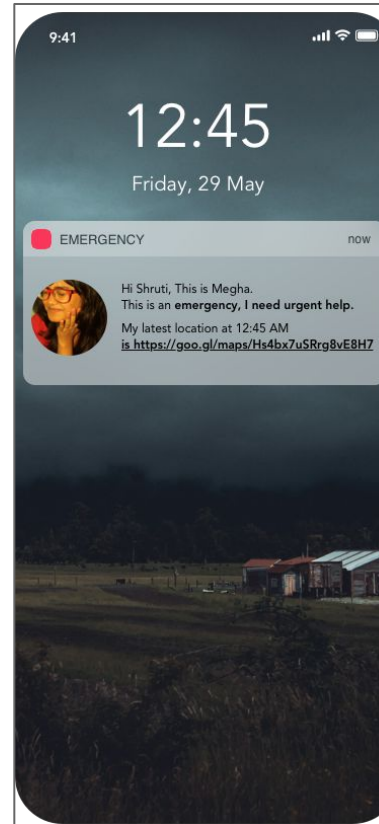 9:41
12:45
Friday, 29 May
EMERGENCY now
Hi Shruti, This is Megha.
This is an emergency, I need urgent help.
My latest location at 12:45 AM
is https://goo.gl/maps/Hs4bx7uSRrg8vE8H7